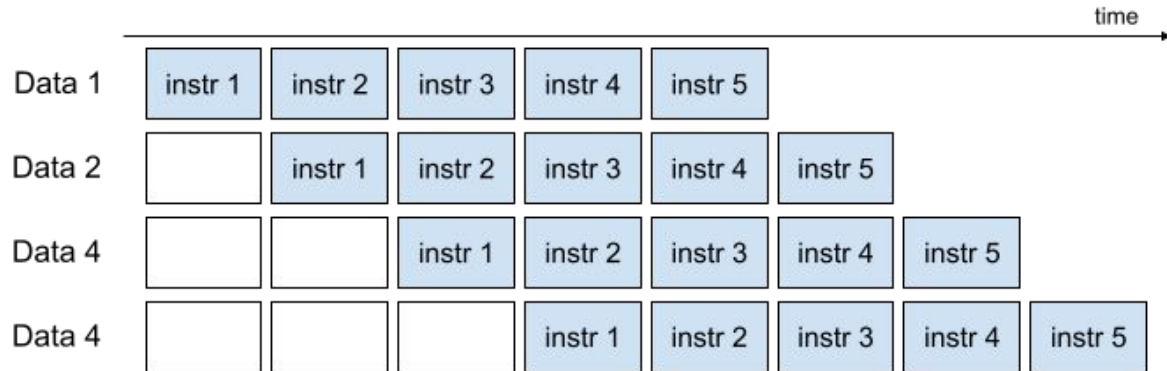 time
Data 1 instr 1 instr 2 instr 3 instr 4 instr 5
Data 2 instr 1 instr 2 instr 3 instr 4 instr 5
Data 4 instr 1 instr 2 instr 3 instr 4 instr 5
Data 4 instr 1 instr 2 instr 3 instr 4 instr 5